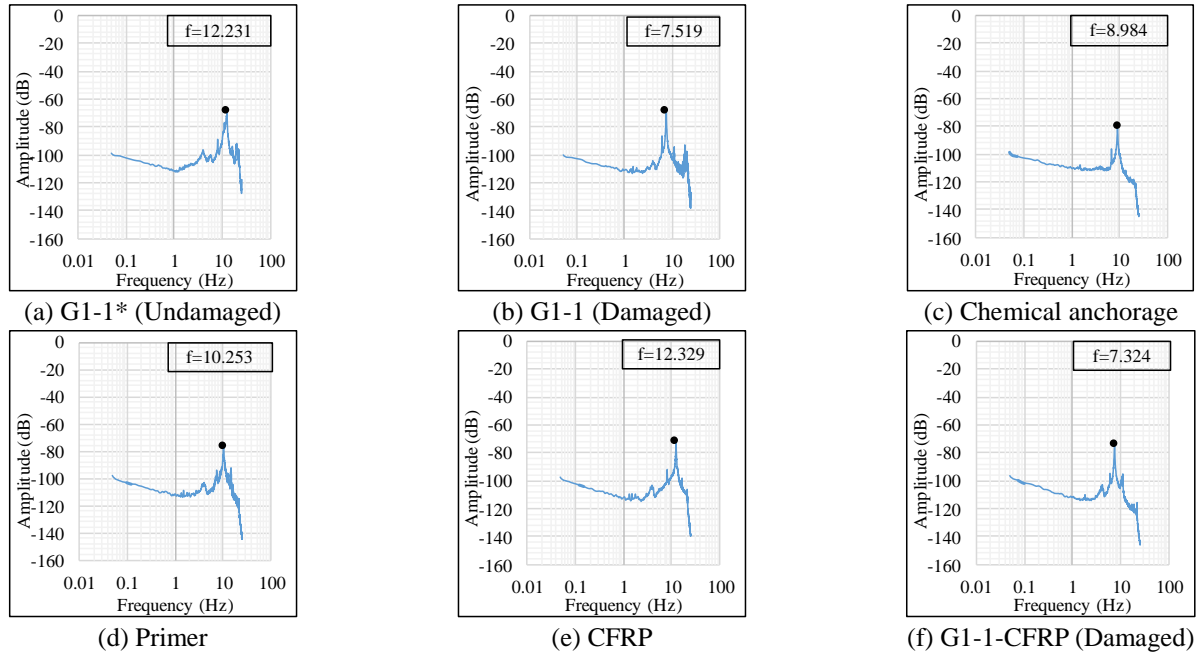 f=12.231
0
-20
-40
-60
-80
-100
-120
-140
-160
Amplitude (dB)
0.01 0.1 1 10 100
Frequency (Hz)
(a) G1-1* (Undamaged)
f=7.519
0
-20
-40
-60
-80
-100
-120
-140
-160
Amplitude (dB)
0.01 0.1 1 10 100
Frequency (Hz)
(b) G1-1 (Damaged)
f=8.984
0
-20
-40
-60
-80
-100
-120
-140
-160
Amplitude (dB)
0.01 0.1 1 10 100
Frequency (Hz)
(c) Chemical anchorage
f=10.253
0
-20
-40
-60
-80
-100
-120
-140
-160
Amplitude (dB)
0.01 0.1 1 10 100
Frequency (Hz)
(d) Primer
f=12.329
0
-20
-40
-60
-80
-100
-120
-140
-160
Amplitude (dB)
0.01 0.1 1 10 100
Frequency (Hz)
(e) CFRP
f=7.324
0
-20
-40
-60
-80
-100
-120
-140
-160
Amplitude (dB)
0.01 0.1 1 10 100
Frequency (Hz)
(f) G1-1-CFRP (Damaged)